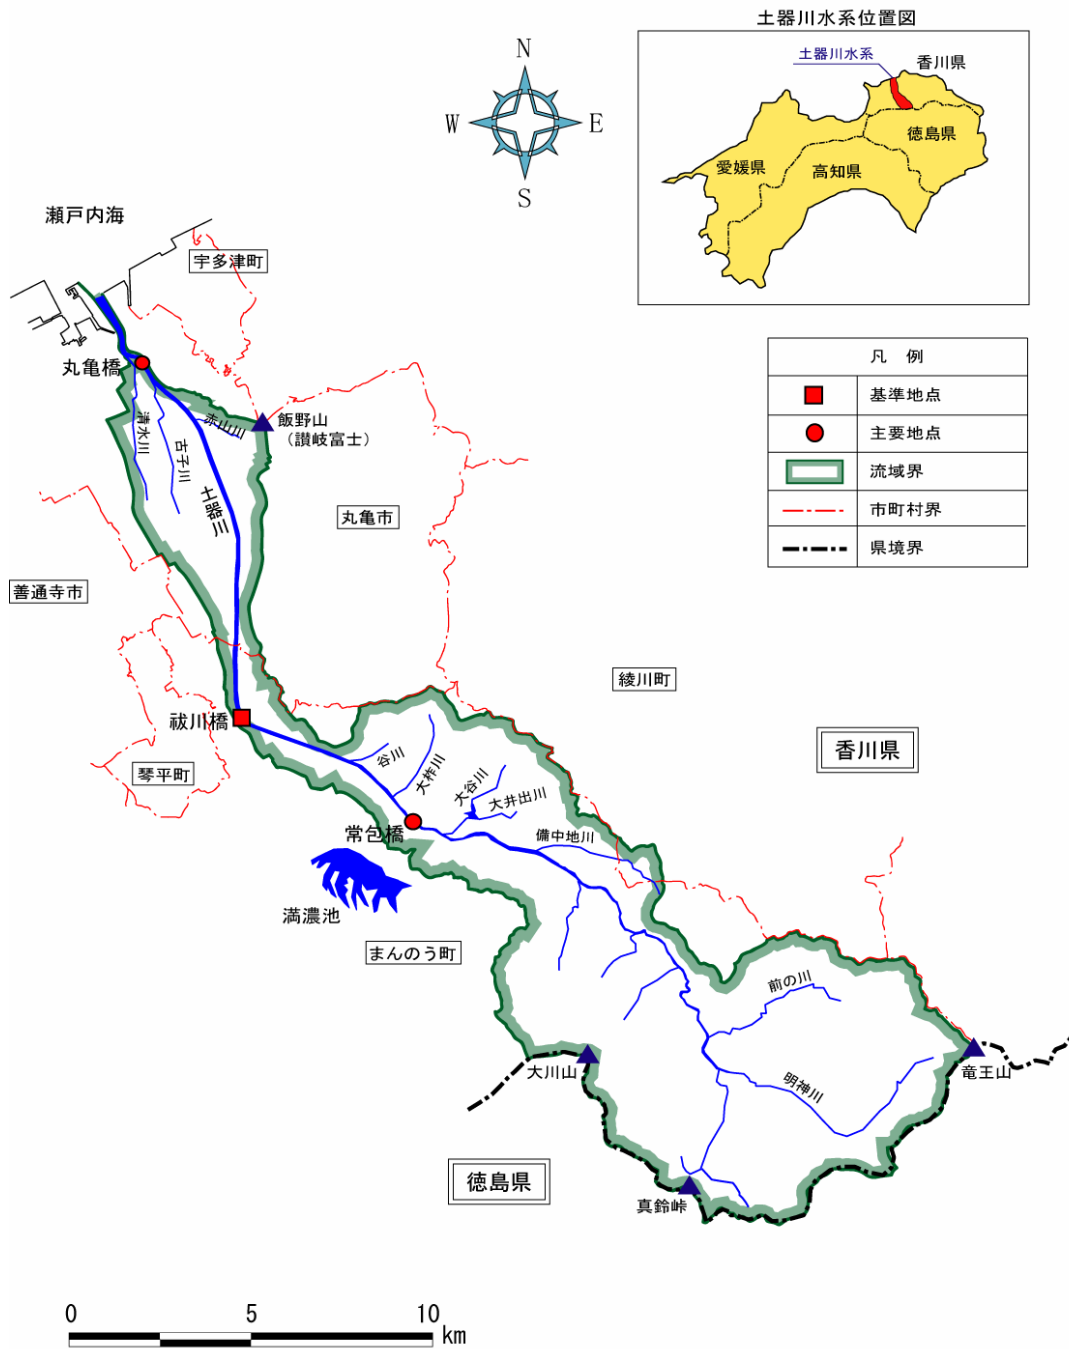 土器川水系位置図
土器川水系
香川県
徳島県
愛媛県
高知県
N
W
E
S
瀬戸内海
宇多津町
凡 例
基準地点
主要地点
流域界
市町村界
県境界
丸亀橋
飯野山
(讃岐富士)
清水川
古子川
赤山川
土器川
丸亀市
善通寺市
綾川町
祓川橋
香川県
琴平町
谷川
大柞川
大谷川
大井出川
常包橋
備中地川
満濃池
まんのう町
前の川
大川山
竜王山
明神川
徳島県
真鈴峠
0
5
10
km